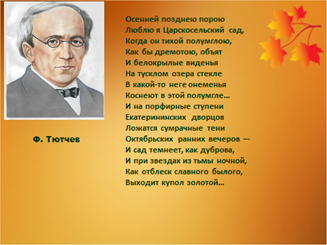 Осенней позднею порою
Люблю я Царскосельский сад,
Когда он тихой полумглою,
Как бы дремотою, объят
И белокрылые виденья
На тусклом озера стекле
В какой-то неге онеменья
Коснеют в этой полумгле…
И на порфирные ступени
Екатерининских дворцов
Ложатся сумрачные тени
Октябрьских ранних вечеров —
И сад темнеет, как дуброва,
И при звездах из тьмы ночной,
Как отблеск славного былого,
Выходит купол золотой…
Ф. Тютчев